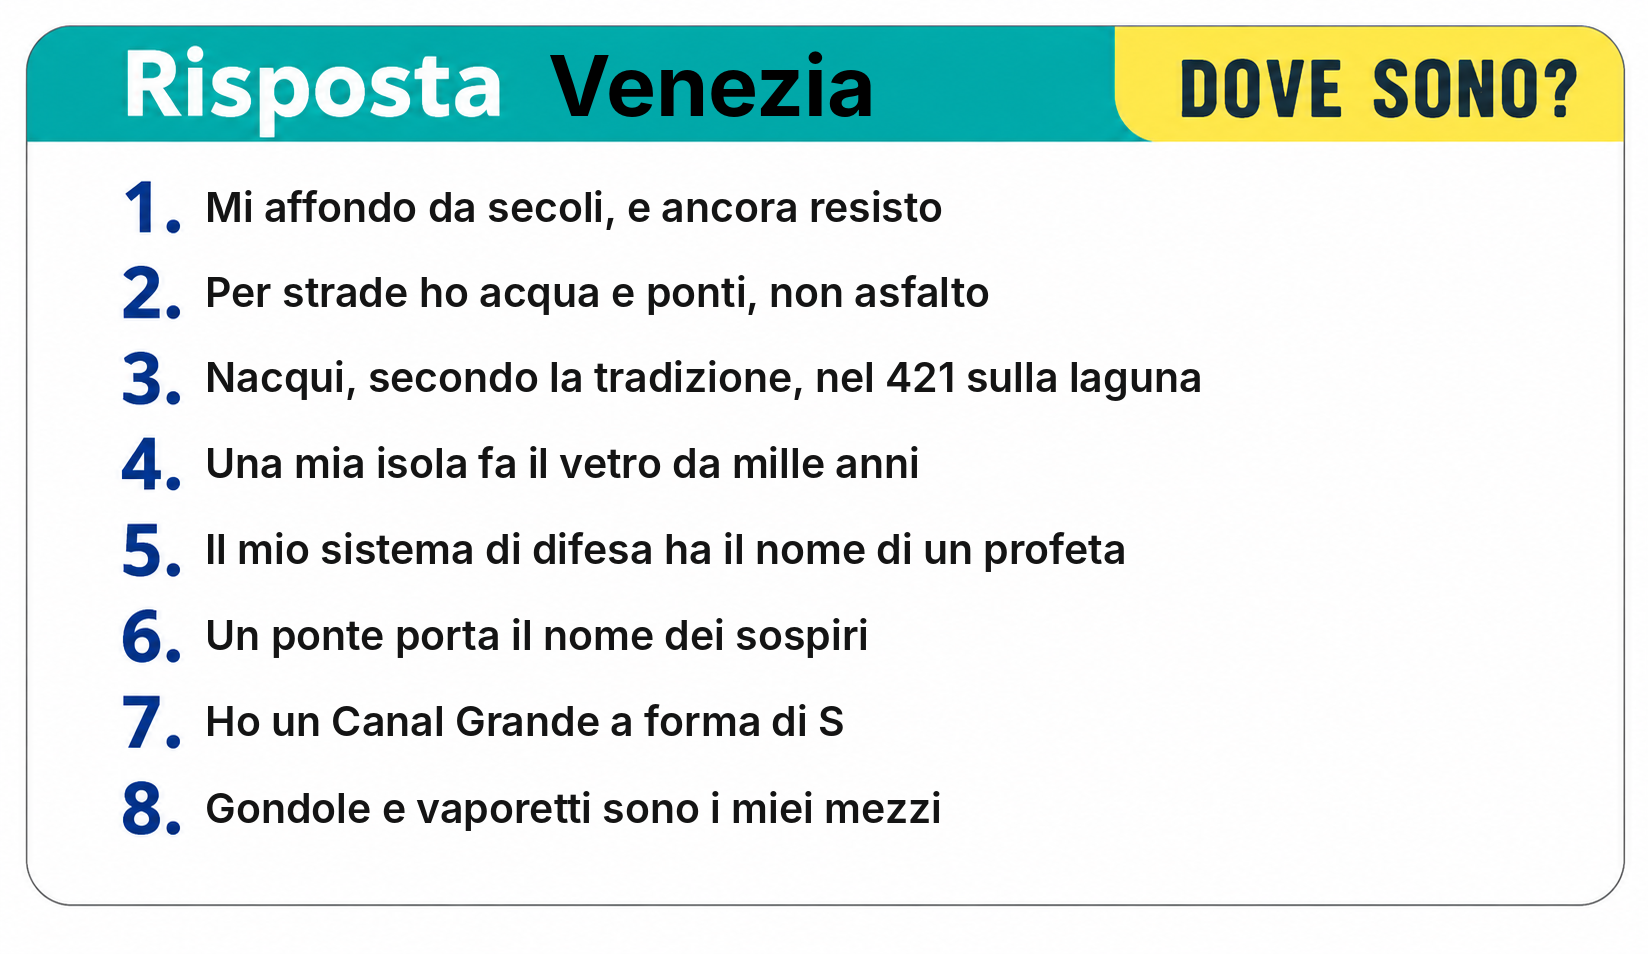 Risposta Venezia DOVE SONO?
1. Mi affondo da secoli, e ancora resisto
2. Per strade ho acqua e ponti, non asfalto
3. Nacqui, secondo la tradizione, nel 421 sulla laguna
4. Una mia isola fa il vetro da mille anni
5. Il mio sistema di difesa ha il nome di un profeta
6. Un ponte porta il nome dei sospiri
7. Ho un Canal Grande a forma di S
8. Gondole e vaporetti sono i miei mezzi